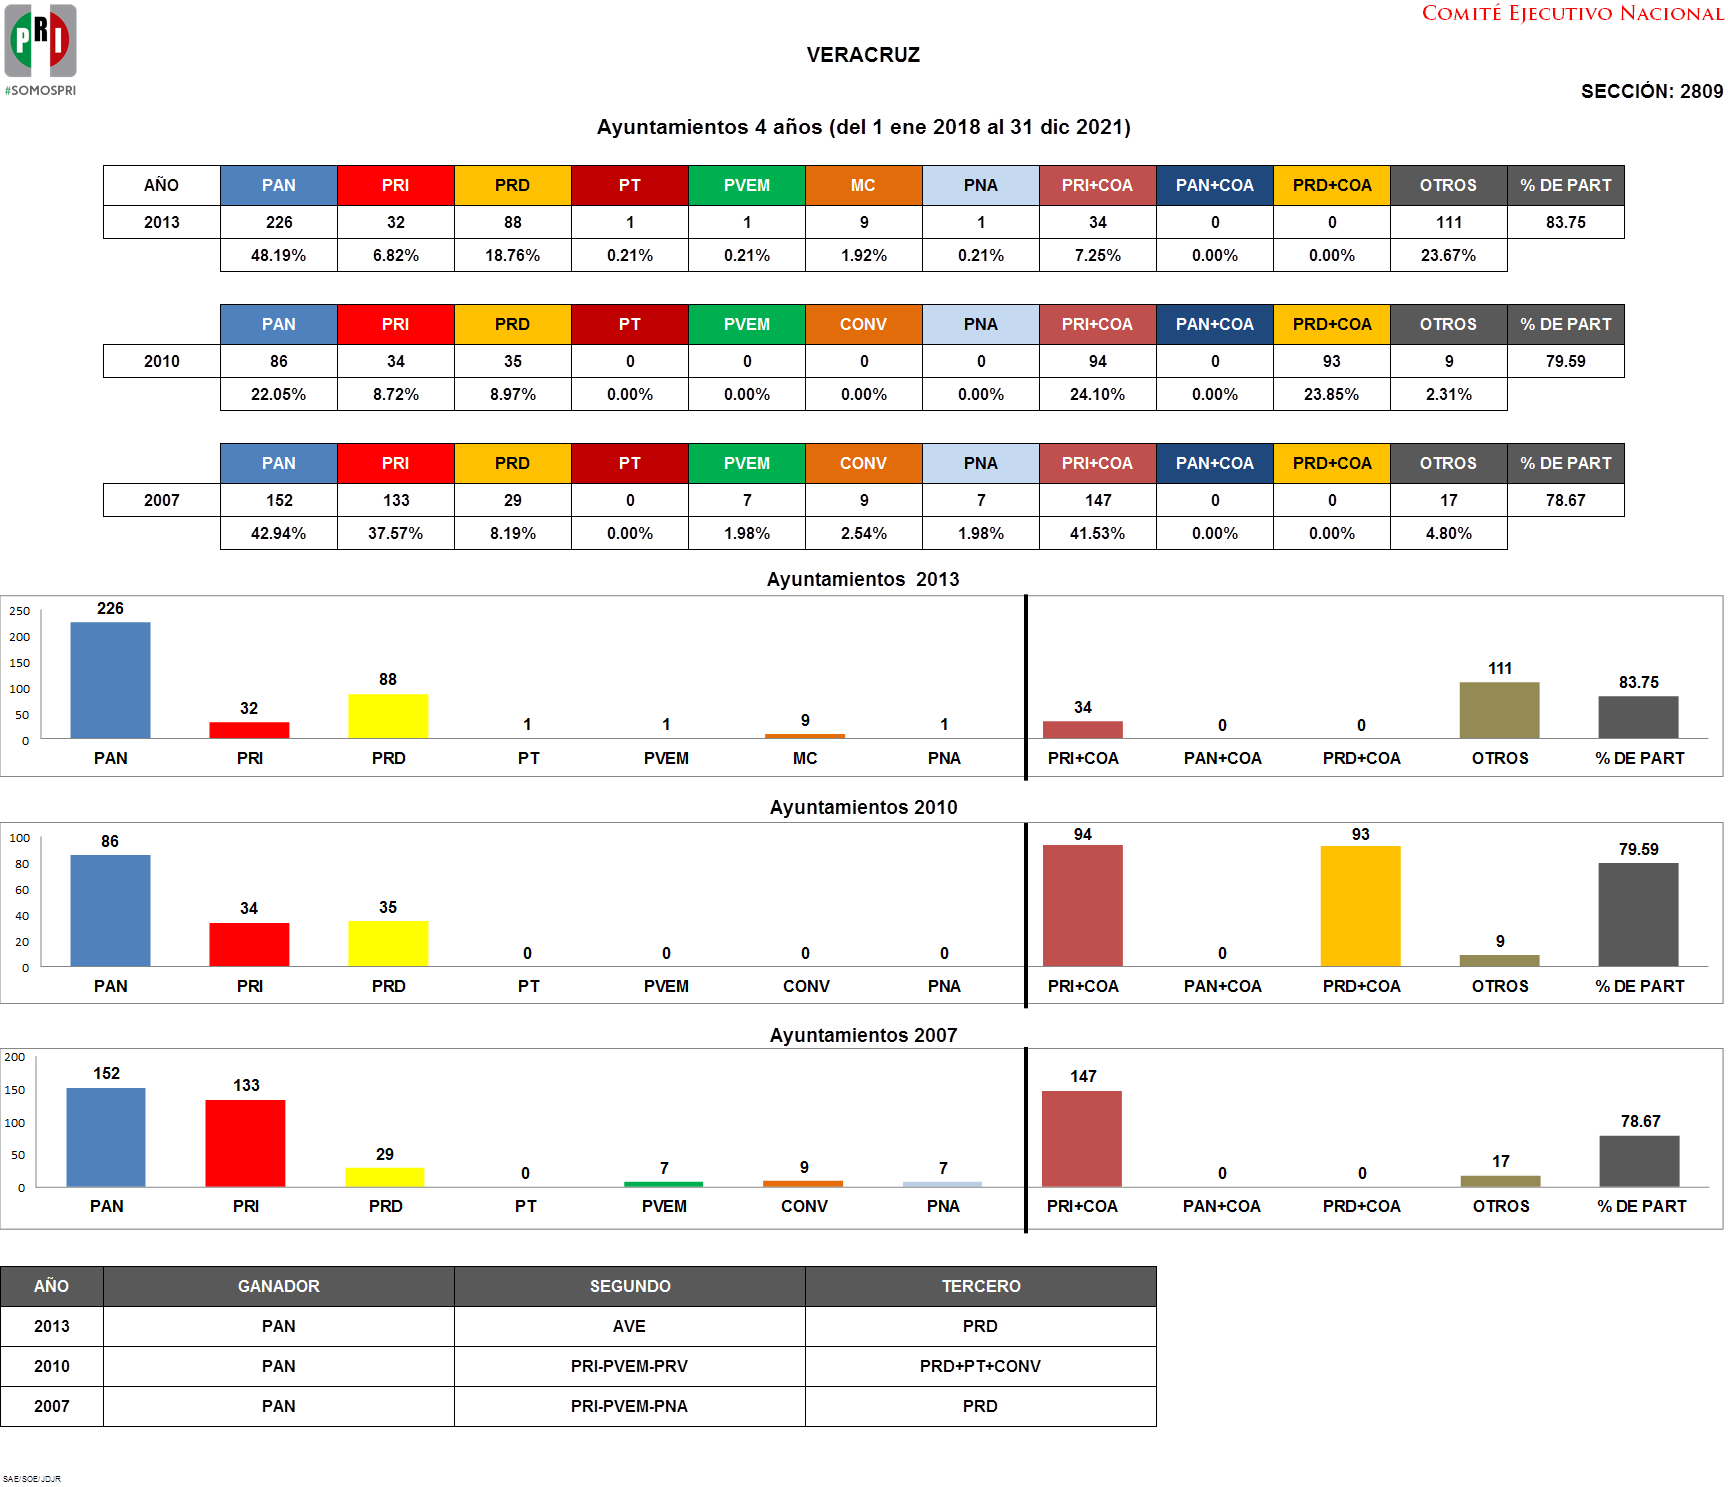 PRI
#SOMOSPRI
COMITÉ EJECUTIVO NACIONAL
VERACRUZ
SECCIÓN: 2809
Ayuntamientos 4 años (del 1 ene 2018 al 31 dic 2021)
AÑO PAN PRI PRD PT PVEM MC PNA PRI+COA PAN+COA PRD+COA OTROS % DE PART
2013 226 32 88 1 1 9 1 34 0 0 111 83.75
48.19% 6.82% 18.76% 0.21% 0.21% 1.92% 0.21% 7.25% 0.00% 0.00% 23.67%
PAN PRI PRD PT PVEM CONV PNA PRI+COA PAN+COA PRD+COA OTROS % DE PART
2010 86 34 35 0 0 0 0 94 0 93 9 79.59
22.05% 8.72% 8.97% 0.00% 0.00% 0.00% 0.00% 24.10% 0.00% 23.85% 2.31%
PAN PRI PRD PT PVEM CONV PNA PRI+COA PAN+COA PRD+COA OTROS % DE PART
2007 152 133 29 0 7 9 7 147 0 0 17 78.67
42.94% 37.57% 8.19% 0.00% 1.98% 2.54% 1.98% 41.53% 0.00% 0.00% 4.80%
Ayuntamientos 2013
250
200
150
100
50
0
226 32 88 1 1 9 1 34 0 0 111 83.75
PAN PRI PRD PT PVEM MC PNA PRI+COA PAN+COA PRD+COA OTROS % DE PART
Ayuntamientos 2010
100
80
60
40
20
0
86 34 35 0 0 0 0 94 0 93 9 79.59
PAN PRI PRD PT PVEM CONV PNA PRI+COA PAN+COA PRD+COA OTROS % DE PART
Ayuntamientos 2007
200
150
100
50
0
152 133 29 0 7 9 7 147 0 0 17 78.67
PAN PRI PRD PT PVEM CONV PNA PRI+COA PAN+COA PRD+COA OTROS % DE PART
AÑO GANADOR SEGUNDO TERCERO
2013 PAN AVE PRD
2010 PAN PRI-PVEM-PRV PRD+PT+CONV
2007 PAN PRI-PVEM-PNA PRD
SAE/SOE/JDJR